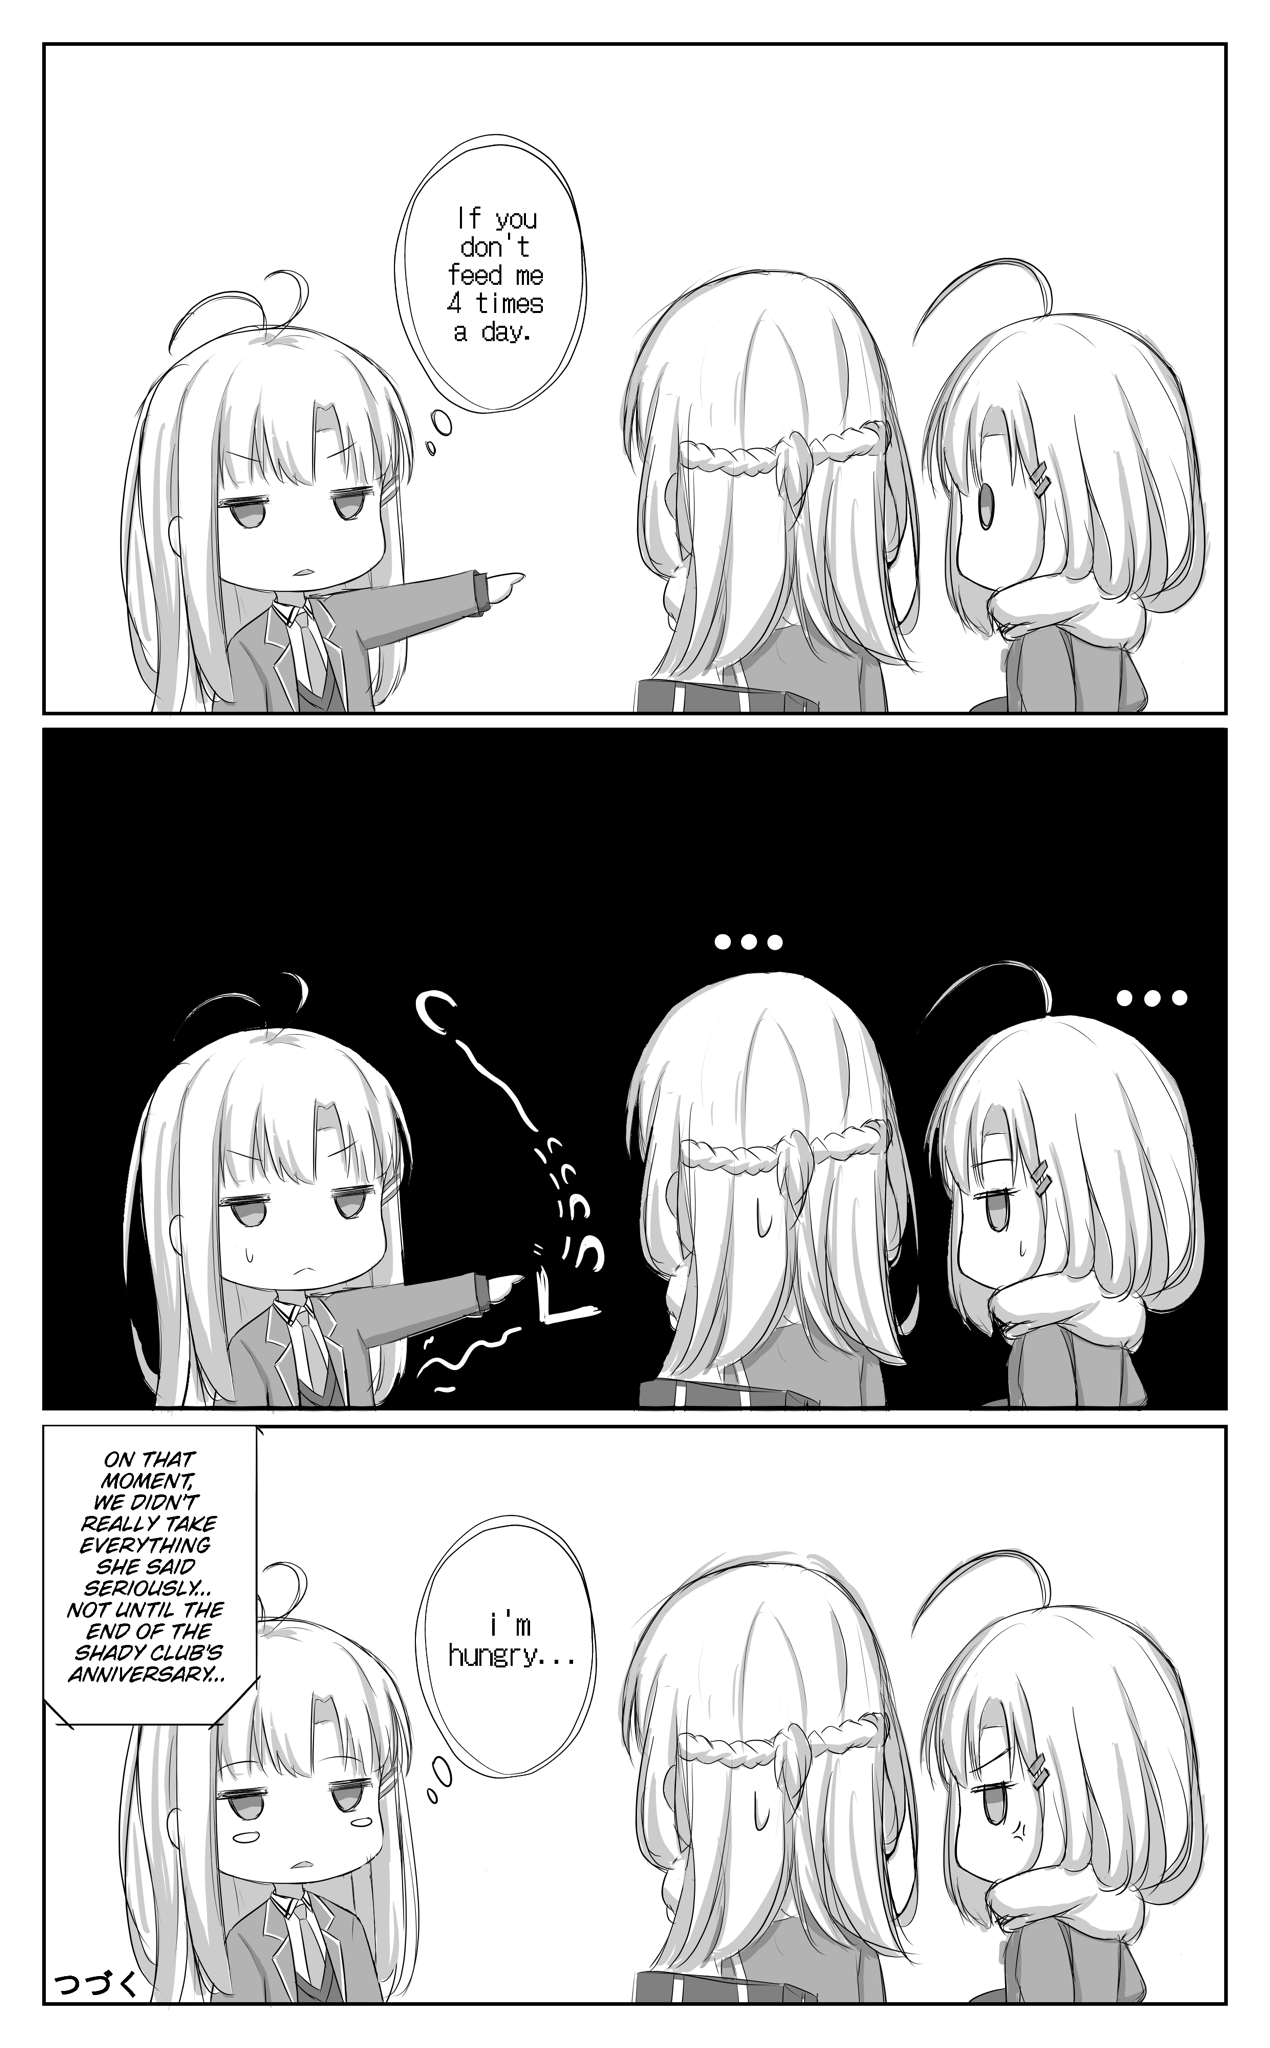 If you
don't
feed me
4 times
a day.
...
...
ON THAT
MOMENT,
WE DIDN'T
REALLY TAKE
EVERYTHING
SHE SAID
SERIOUSLY...
NOT UNTIL THE
END OF THE
SHADY CLUB'S
ANNIVERSARY...
i'm
hungry...
つづく